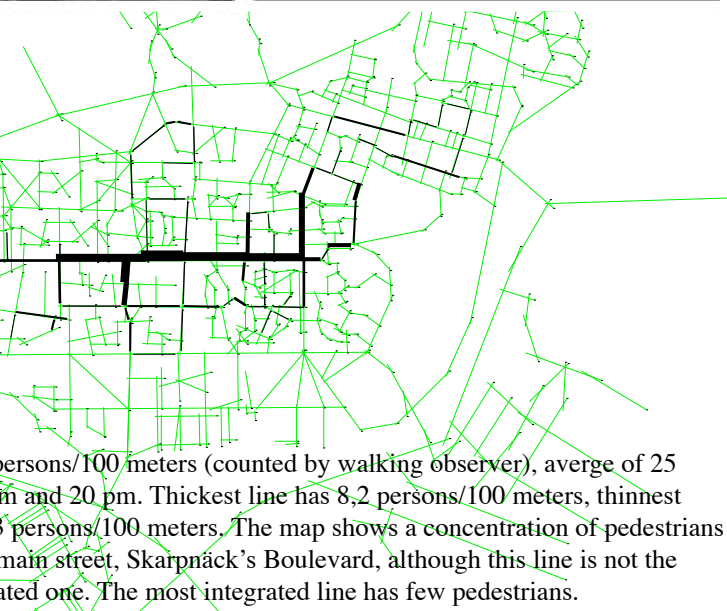 persons/100 meters (counted by walking observer), averge of 25
and 20 pm. Thickest line has 8,2 persons/100 meters, thinnest
persons/100 meters. The map shows a concentration of pedestrians
main street, Skarpnäck's Boulevard, although this line is not the
ated one. The most integrated line has few pedestrians.